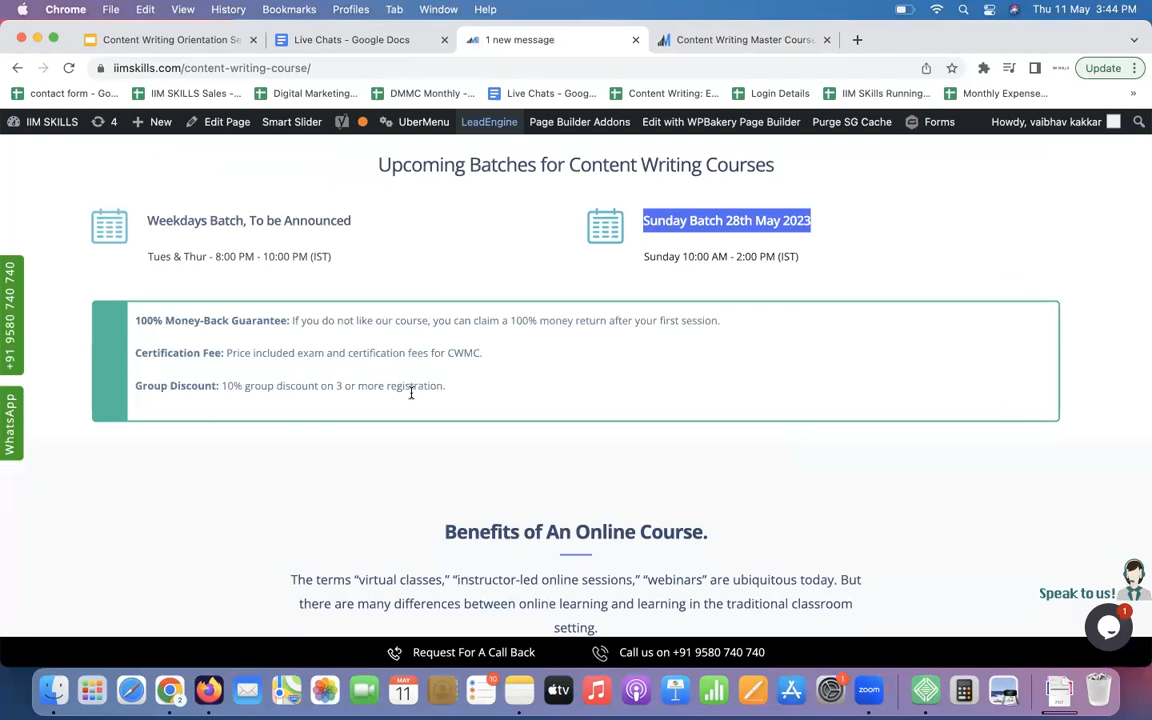 Chrome File Edit View History Bookmarks Profiles Tab Window Help Thu 11 May 3:44 PM
Content Writing Orientation Se Live Chats - Google Docs 1 new message Content Writing Master Course
iimskills.com/content-writing-course/ Update
contact form - Go... IIM SKILLS Sales -... Digital Marketing... DMMC Monthly -... Live Chats - Goog... Content Writing: E... Login Details IIM SKills Running... Monthly Expense...
IIM SKILLS 4 New Edit Page Smart Slider UberMenu LeadEngine Page Builder Addons Edit with WPBakery Page Builder Purge SG Cache Forms Howdy, vaibhav kakkar
Upcoming Batches for Content Writing Courses
Weekdays Batch, To be Announced
Tues & Thur - 8:00 PM - 10:00 PM (IST)
Sunday Batch 28th May 2023
Sunday 10:00 AM - 2:00 PM (IST)
+91 9580 740 740
WhatsApp
100% Money-Back Guarantee: If you do not like our course, you can claim a 100% money return after your first session.
Certification Fee: Price included exam and certification fees for CWMC.
Group Discount: 10% group discount on 3 or more registration.
Benefits of An Online Course.
The terms “virtual classes,” “instructor-led online sessions,” “webinars” are ubiquitous today. But
there are many differences between online learning and learning in the traditional classroom
setting.
Speak to us!
1
Request For A Call Back Call us on +91 9580 740 740
MAY
11
10
tv
1
zoom
PDF